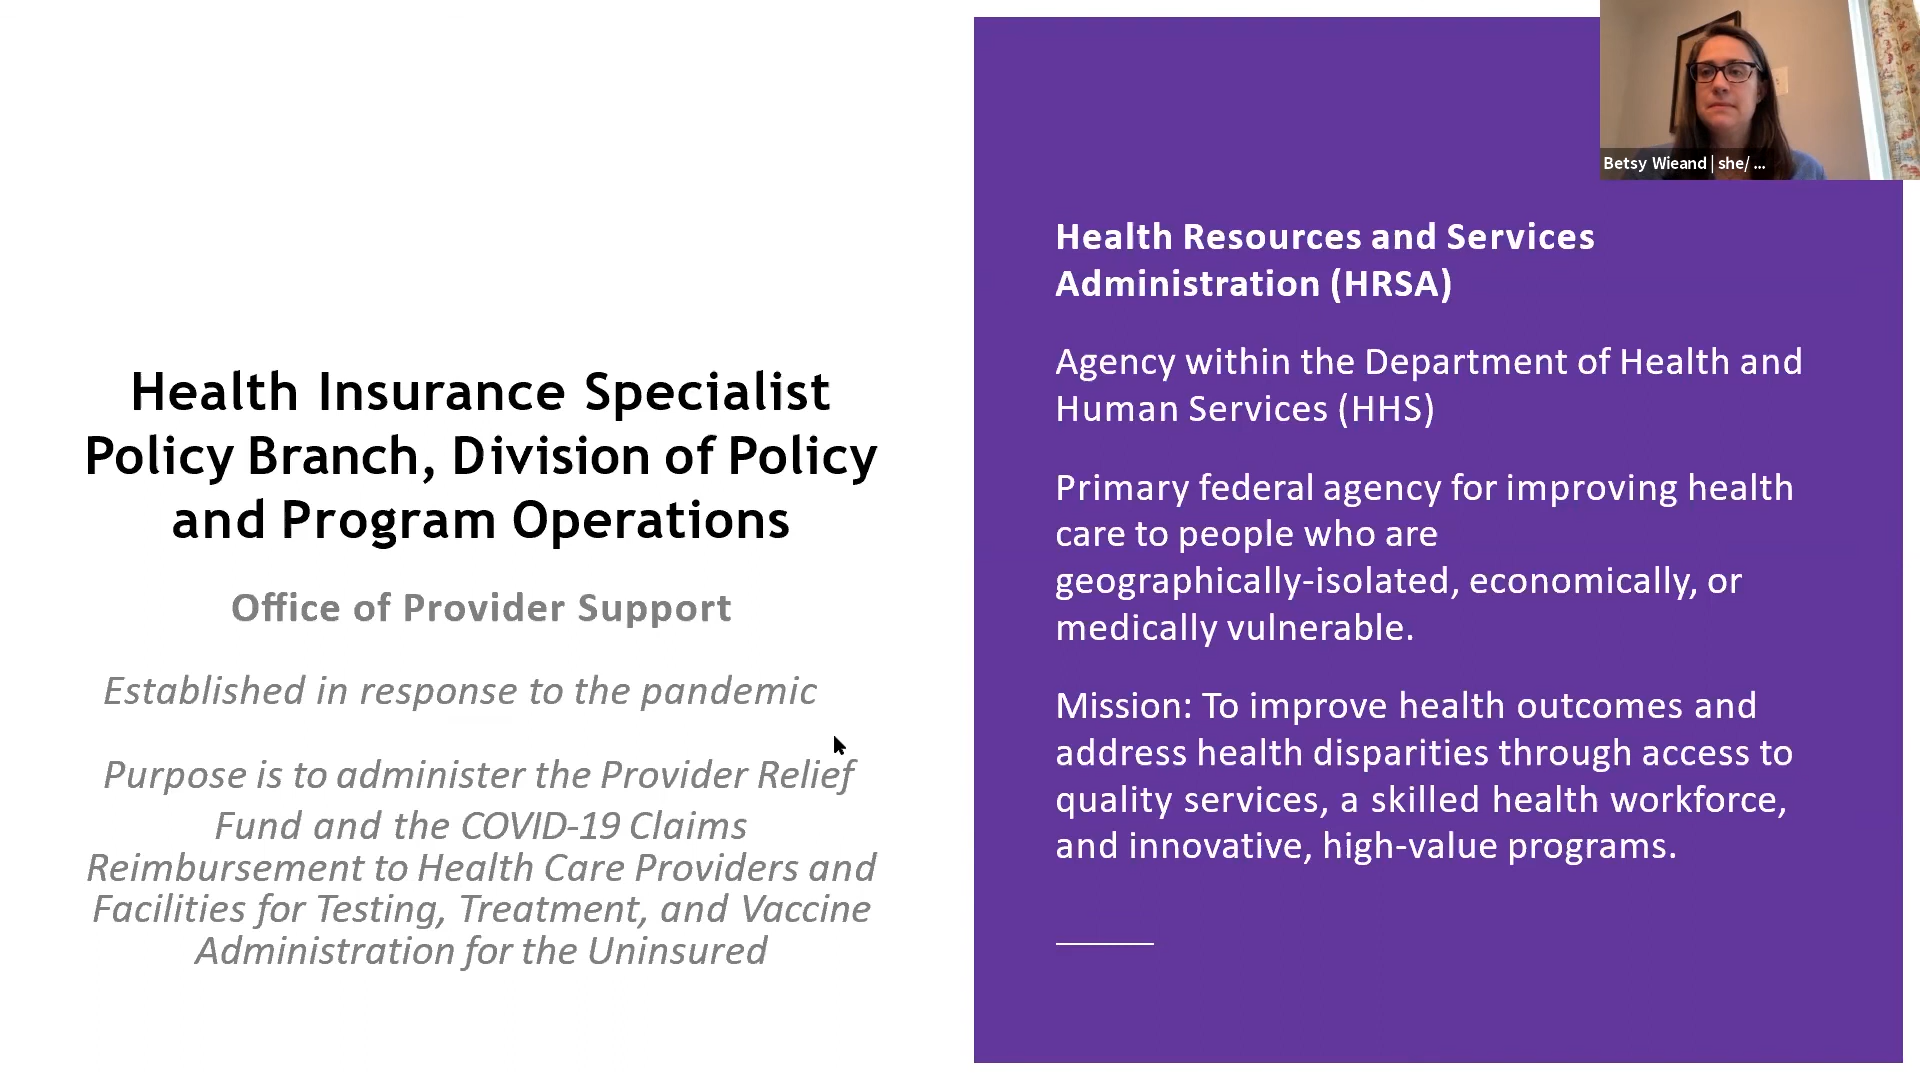 Health Insurance Specialist
Policy Branch, Division of Policy
and Program Operations
Office of Provider Support
Established in response to the pandemic
Purpose is to administer the Provider Relief
Fund and the COVID-19 Claims
Reimbursement to Health Care Providers and
Facilities for Testing, Treatment, and Vaccine
Administration for the Uninsured
Betsy Wieand | she/ ...
Health Resources and Services
Administration (HRSA)
Agency within the Department of Health and
Human Services (HHS)
Primary federal agency for improving health
care to people who are
geographically-isolated, economically, or
medically vulnerable.
Mission: To improve health outcomes and
address health disparities through access to
quality services, a skilled health workforce,
and innovative, high-value programs.